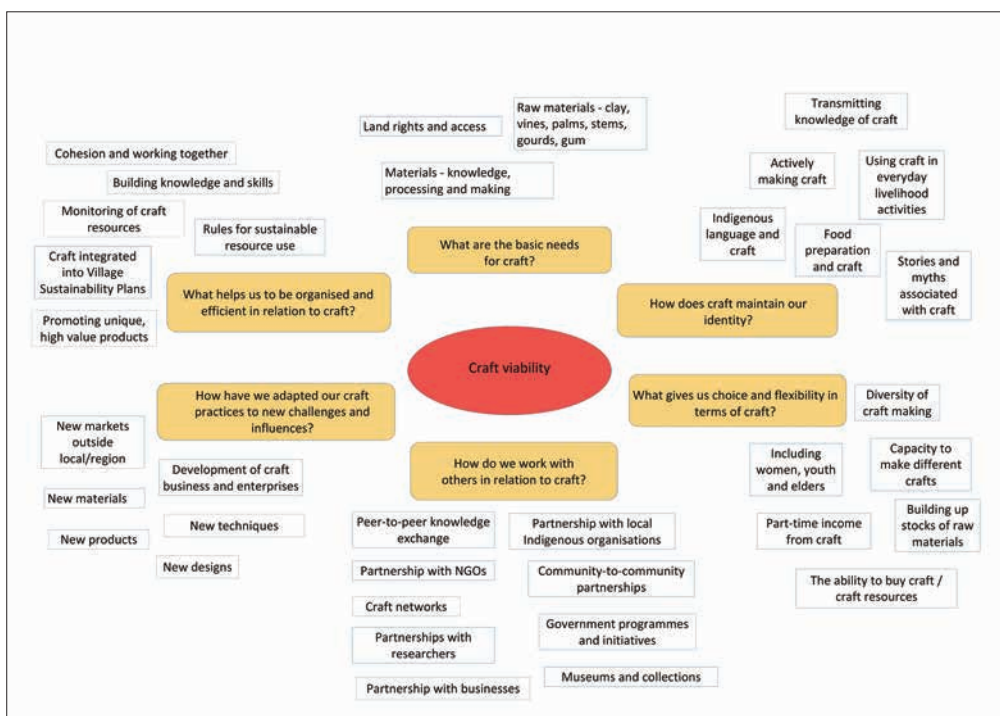 Land rights and access
Raw materials - clay,
vines, palms, stems,
gourds, gum
Materials - knowledge,
processing and making
What are the basic needs
for craft?
Transmitting
knowledge of craft
Actively
making craft
Using craft in
everyday
livelihood
activities
Indigenous
language and
craft
Food
preparation
and craft
Stories and
myths
associated
with craft
How does craft maintain our
identity?
Cohesion and working together
Building knowledge and skills
Monitoring of craft
resources
Rules for sustainable
resource use
Craft integrated
into Village
Sustainability Plans
Promoting unique,
high value products
What helps us to be organised and
efficient in relation to craft?
Craft viability
How have we adapted our craft
practices to new challenges and
influences?
New markets
outside
local/region
Development of craft
business and enterprises
New materials
New techniques
New products
New designs
How do we work with
others in relation to craft?
Peer-to-peer knowledge
exchange
Partnership with local
Indigenous organisations
Partnership with NGOs
Community-to-community
partnerships
Craft networks
Government programmes
and initiatives
Partnerships with
researchers
Museums and collections
Partnership with businesses
What gives us choice and flexibility in
terms of craft?
Diversity of
craft making
Including
women, youth
and elders
Capacity to
make different
crafts
Part-time income
from craft
Building up
stocks of raw
materials
The ability to buy craft /
craft resources